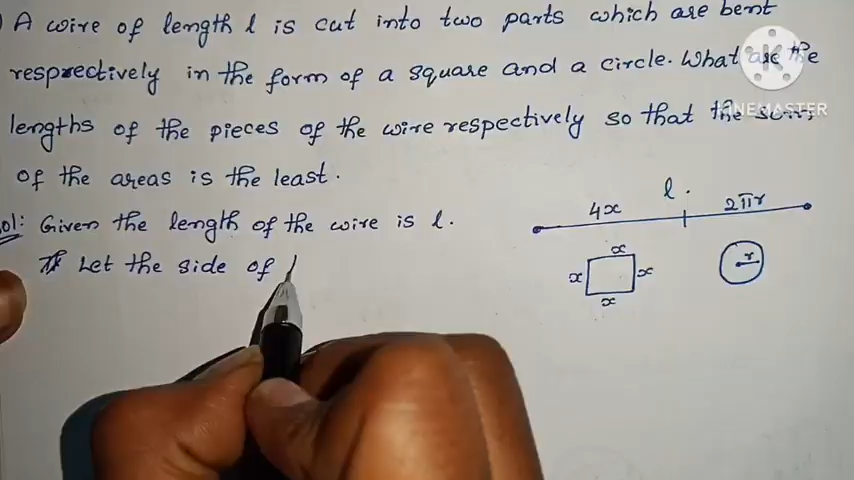 ) A wire of length l is cut into two parts which are bent
respectively in the form of a square and a circle. What are the
lengths of the pieces of the wire respectively so that the sum
of the areas is the least.
Sol: Given the length of the wire is l.
Let the side of
l.
4x
2πr
x
x
x
x
r
K
KINEMASTER